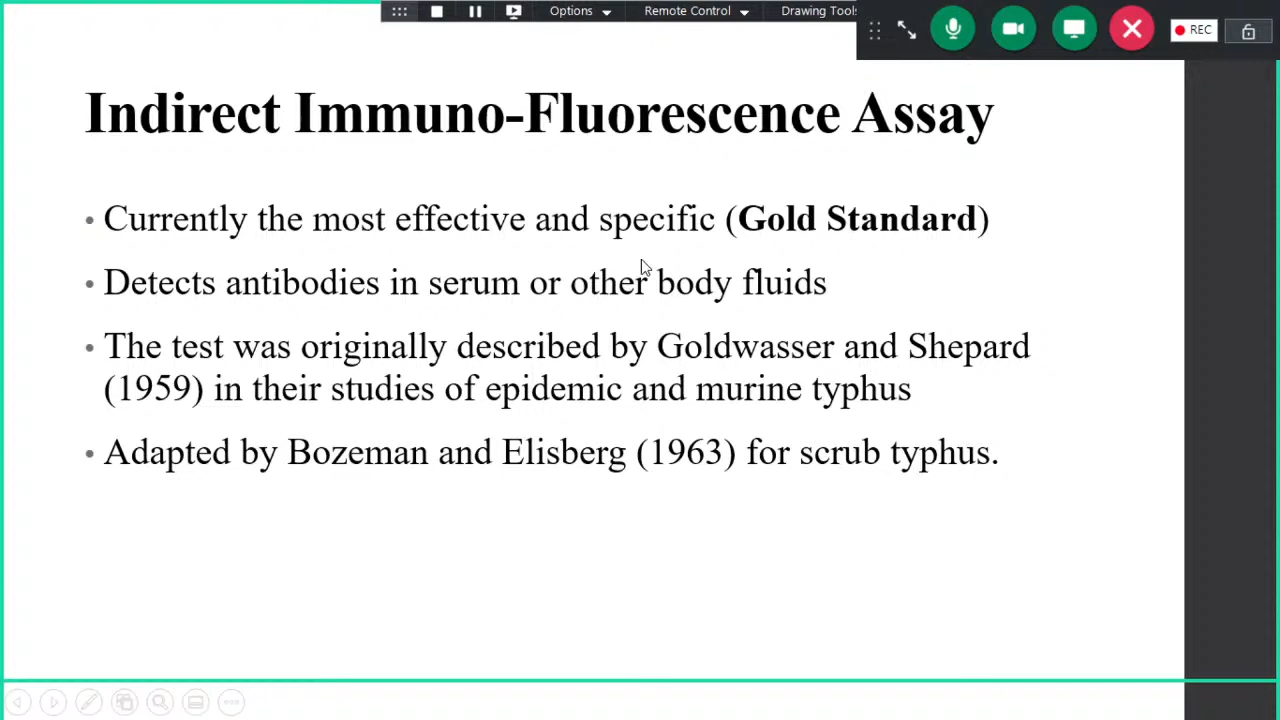 Options
Remote Control
Drawing Tools
REC
Indirect Immuno-Fluorescence Assay
• Currently the most effective and specific (Gold Standard)
• Detects antibodies in serum or other body fluids
• The test was originally described by Goldwasser and Shepard
(1959) in their studies of epidemic and murine typhus
• Adapted by Bozeman and Elisberg (1963) for scrub typhus.